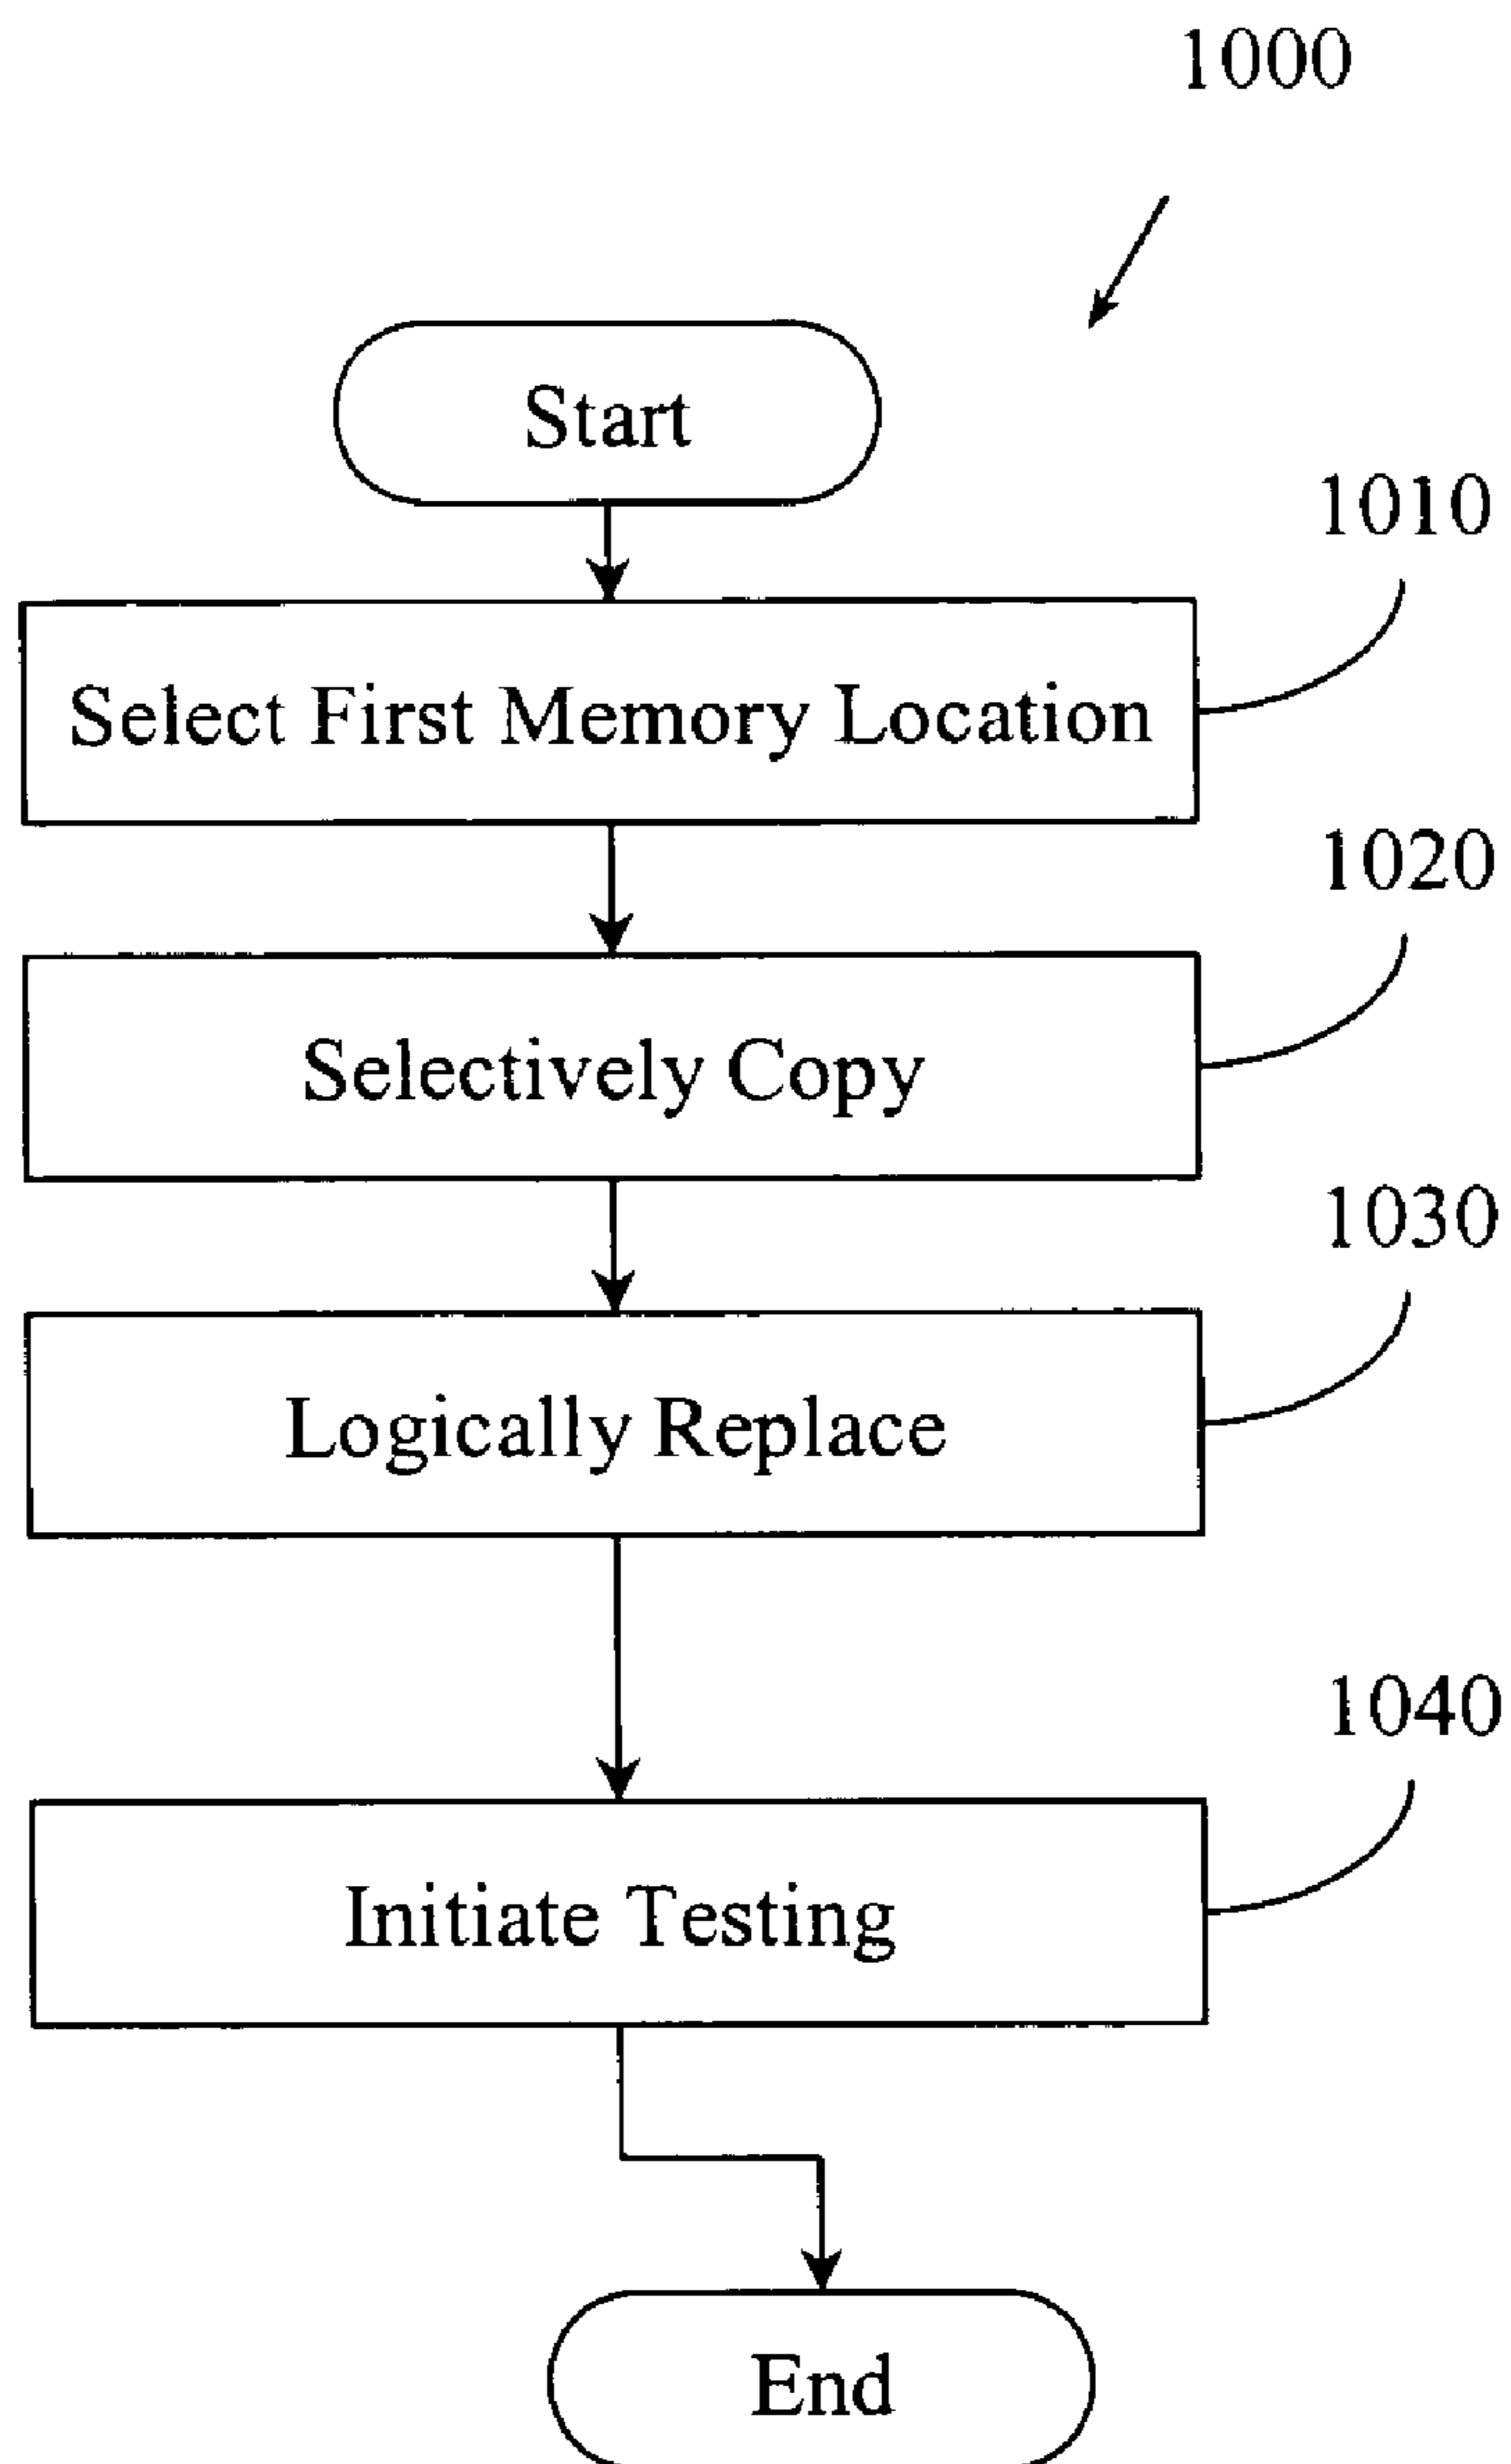 1000
Start
1010
Select First Memory Location
1020
Selectively Copy
1030
Logically Replace
1040
Initiate Testing
End